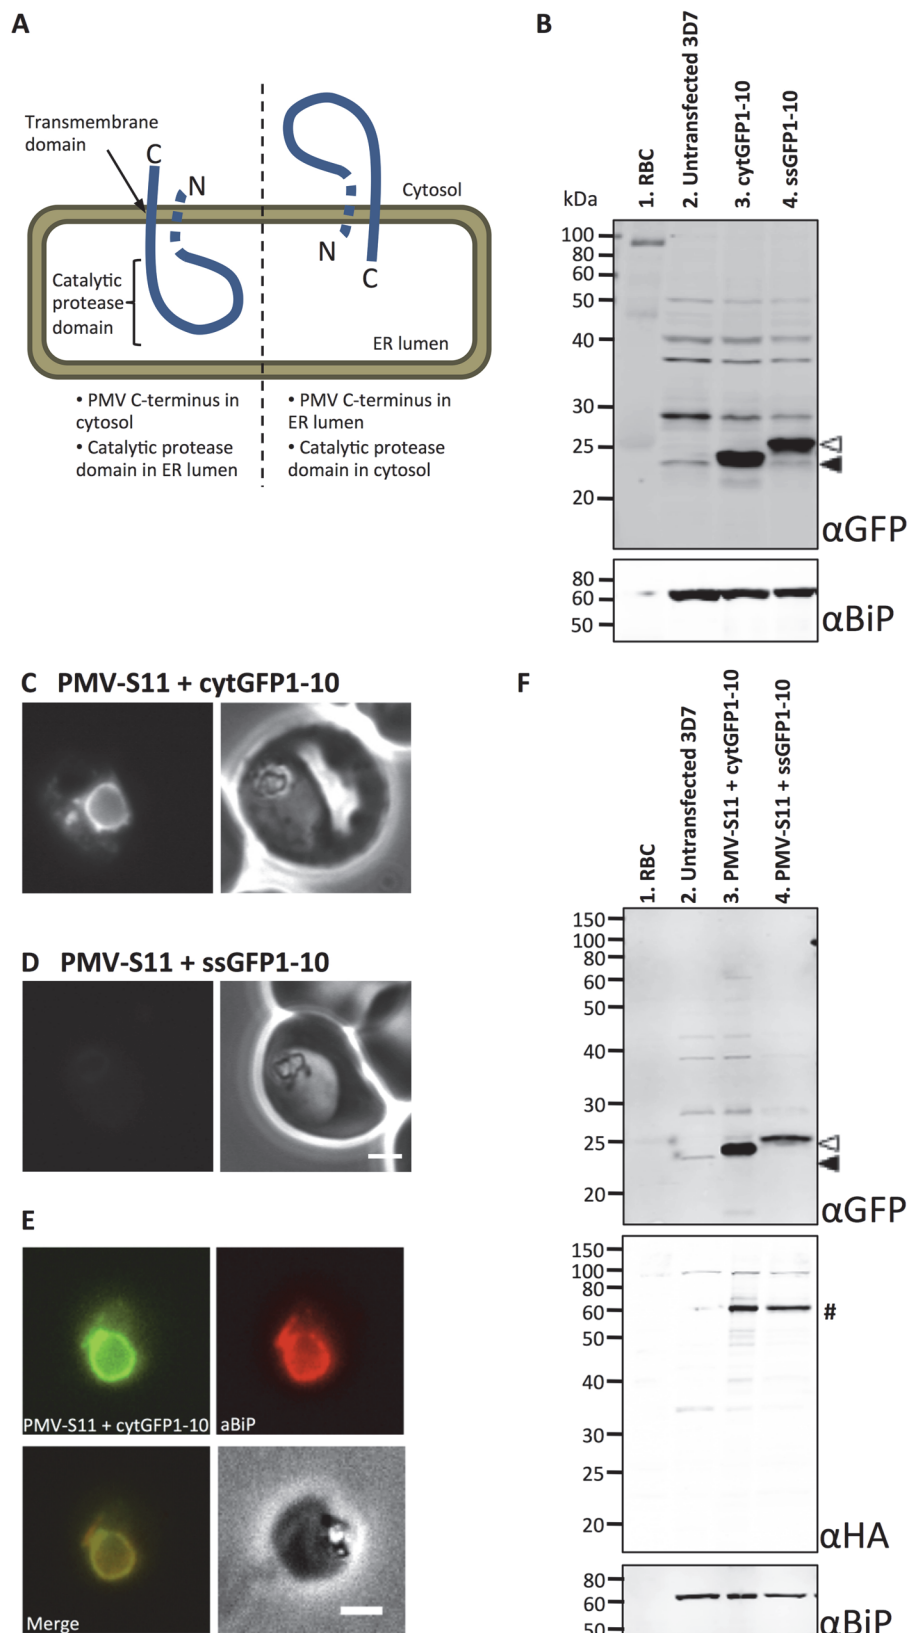 A
Transmembrane
domain
C
N
Cytosol
N
C
Catalytic
protease
domain
ER lumen
• PMV C-terminus in
cytosol
• Catalytic protease
domain in ER lumen
• PMV C-terminus in
ER lumen
• Catalytic protease
domain in cytosol
B
kDa
1. RBC
2. Untransfected 3D7
3. cytGFP1-10
4. ssGFP1-10
100
80
60
50
40
30
25
20
αGFP
80
60
50
αBiP
C PMV-S11 + cytGFP1-10
D PMV-S11 + ssGFP1-10
E
PMV-S11 + cytGFP1-10
aBiP
Merge
F
1. RBC
2. Untransfected 3D7
3. PMV-S11 + cytGFP1-10
4. PMV-S11 + ssGFP1-10
150
100
80
60
50
40
30
25
20
αGFP
150
100
80
60
50
40
30
25
20
#
αHA
80
60
50
αBiP